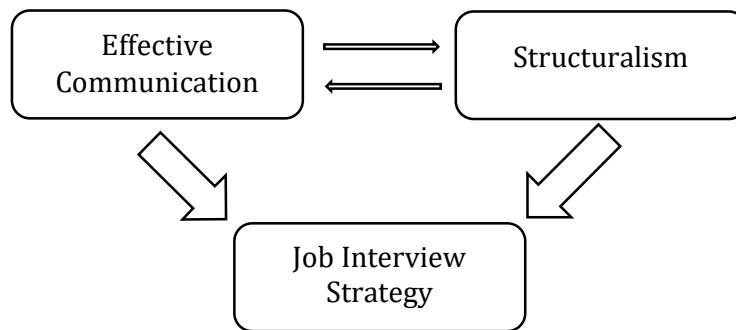 Effective
Communication
Structuralism
Job Interview
Strategy